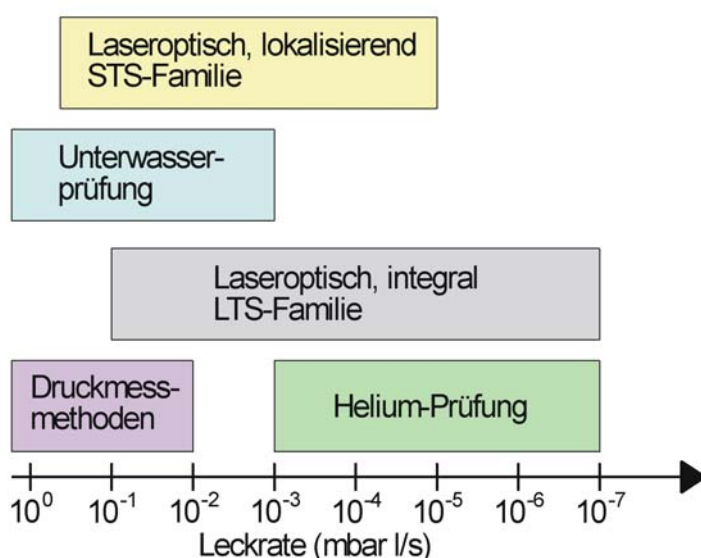 Laseroptisch, lokalisierend
STS-Familie
Unterwasser-
prüfung
Laseroptisch, integral
LTS-Familie
Druckmess-
methoden
Helium-Prüfung
10⁰ 10⁻¹ 10⁻² 10⁻³ 10⁻⁴ 10⁻⁵ 10⁻⁶ 10⁻⁷
Leckrate (mbar l/s)